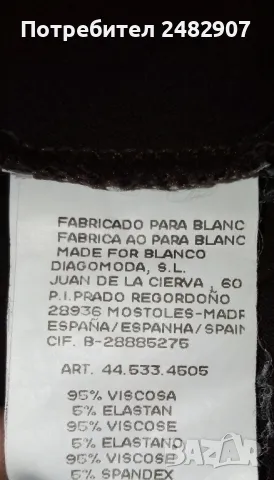 Потребител 2482907
FABRICADO PARA BLANC
FABRICA AO PARA BLANC
MADE FOR BLANCO
DIAGOMODA, S.L.
JUAN DE LA CIERVA , 60
P.I.PRADO REGORDOÑO
28936 MOSTOLES-MADR
ESPAÑA/ESPANHA/SPAIN
CIF. B-28885275
ART. 44.533.4505
95% VISCOSA
5% ELASTAN
95% VISCOSE
5% ELASTANO
95% VISCOSE
5% SPANDEX
bazar